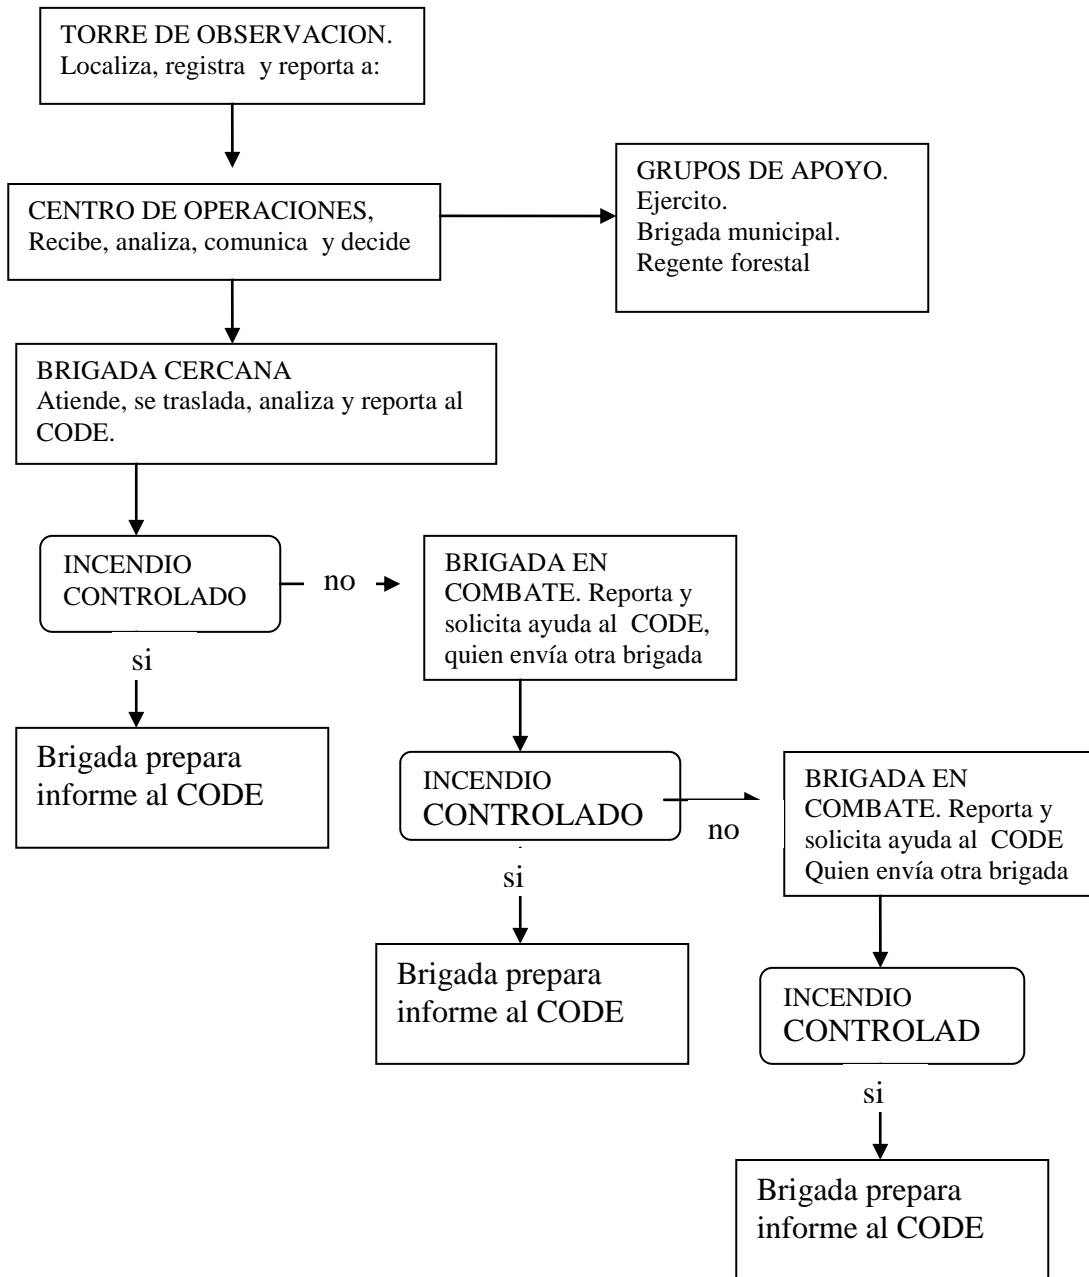 TORRE DE OBSERVACION.
Localiza, registra y reporta a:
GRUPOS DE APOYO.
Ejercito.
Brigada municipal.
Regente forestal
CENTRO DE OPERACIONES,
Recibe, analiza, comunica y decide
BRIGADA CERCANA
Atiende, se traslada, analiza y reporta al
CODE.
INCENDIO
CONTROLADO
no
BRIGADA EN
COMBATE. Reporta y
solicita ayuda al CODE,
quien envía otra brigada
si
Brigada prepara
informe al CODE
INCENDIO
CONTROLADO
no
BRIGADA EN
COMBATE. Reporta y
solicita ayuda al CODE
Quien envía otra brigada
si
Brigada prepara
informe al CODE
INCENDIO
CONTROLAD
si
Brigada prepara
informe al CODE